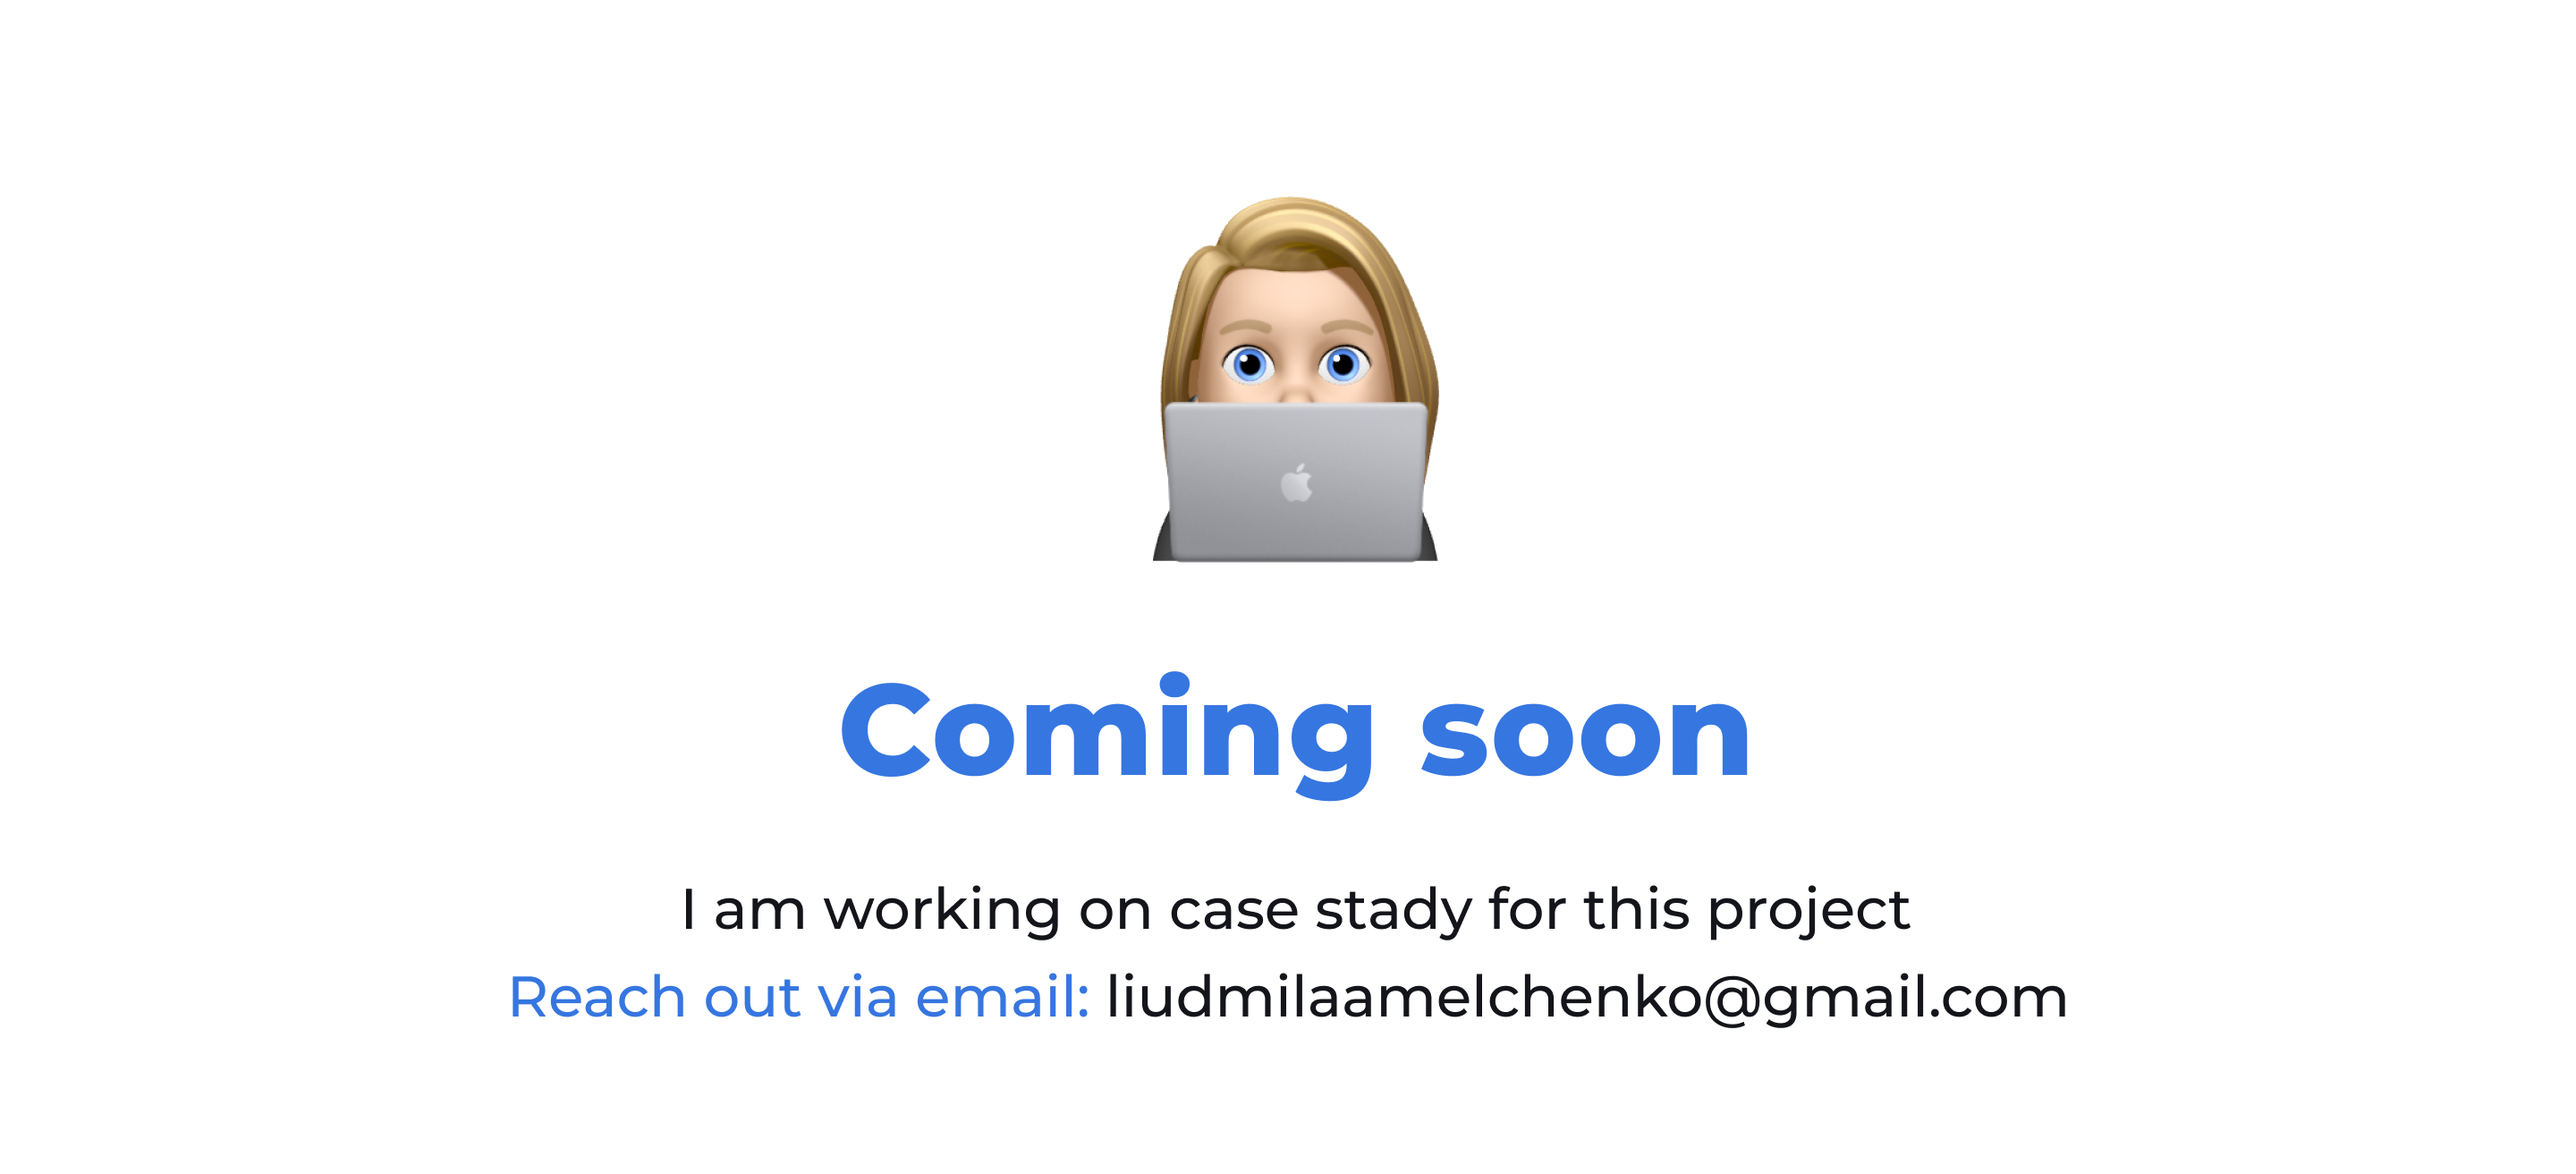 Coming soon
I am working on case stady for this project
Reach out via email: liudmilaamelchenko@gmail.com